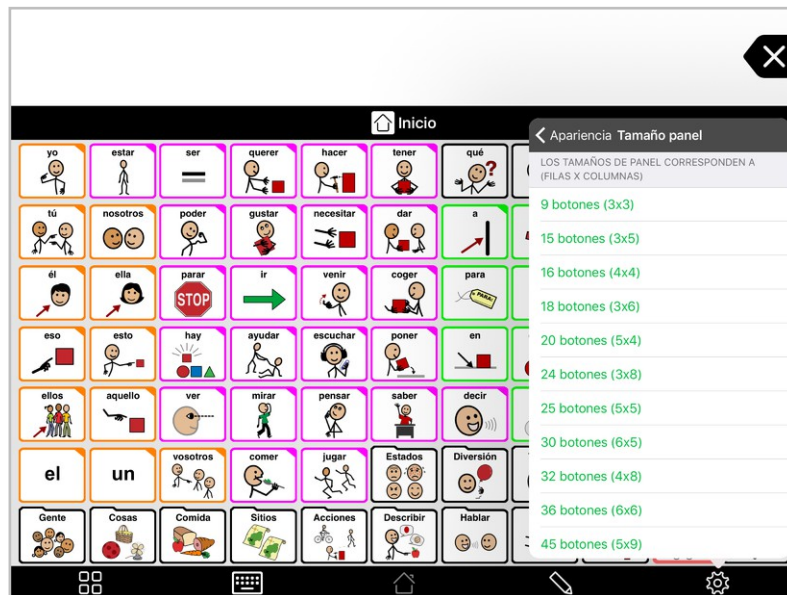 Inicio
Apariencia Tamaño panel
LOS TAMAÑOS DE PANEL CORRESPONDEN A
(FILAS X COLUMNAS)
9 botones (3x3)
15 botones (3x5)
16 botones (4x4)
18 botones (3x6)
20 botones (5x4)
24 botones (3x8)
25 botones (5x5)
30 botones (6x5)
32 botones (4x8)
36 botones (6x6)
45 botones (5x9)
yo estar ser querer hacer tener qué
tú nosotros poder gustar necesitar dar a
él ella parar ir venir coger para
STOP
PARA:
eso esto hay ayudar escuchar poner en
ellos aquello ver mirar pensar saber decir
el un vosotros comer jugar Estados Diversión
Gente Cosas Comida Sitios Acciones Describir Hablar